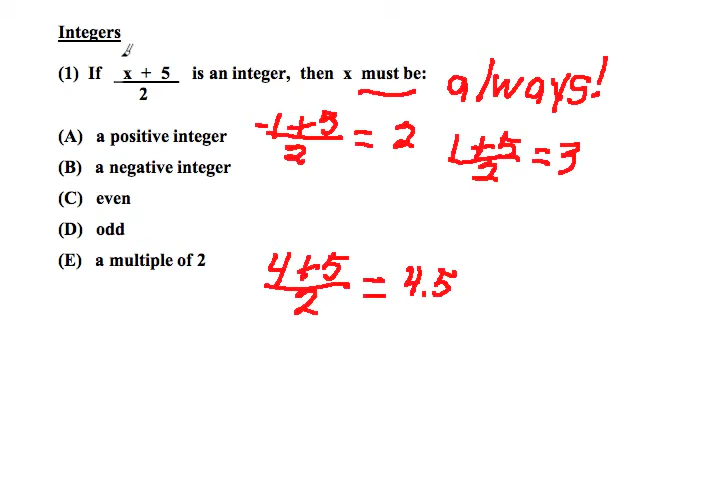 Integers
(1) If x + 5 / 2 is an integer, then x must be:
always!
-1+5 / 2 = 2
1+5 / 2 = 3
(A) a positive integer
(B) a negative integer
(C) even
(D) odd
(E) a multiple of 2
4+5 / 2 = 4.5